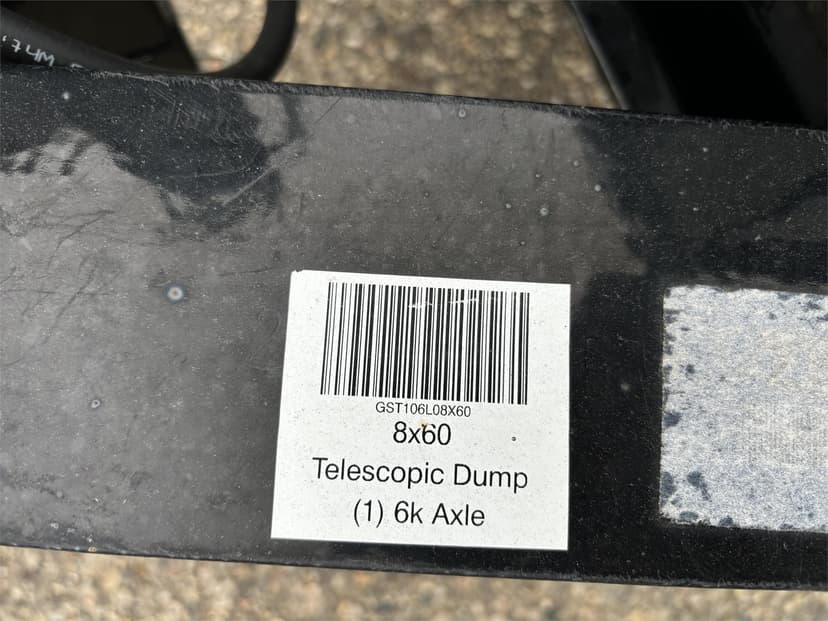 GST106L08X60
8x60
Telescopic Dump
(1) 6k Axle